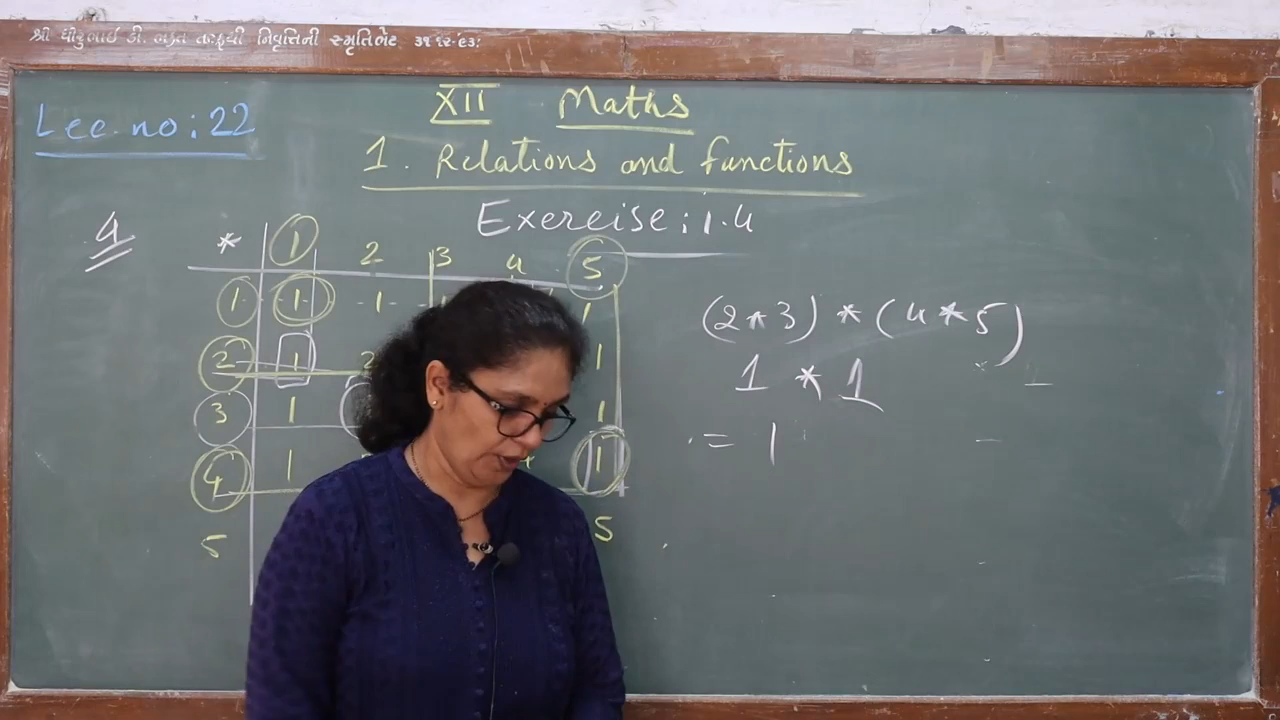 શ્રી ધીરુભાઈ ડી. ભક્ત તરફથી નિવૃત્તિની સ્મૃતિભેટ
Lec no: 22
XII Maths
1. Relations and functions
Exercise: 1.4
4
* 1 2 3 4 5
1 1 1 1
2 1 2 1
3 1 1
4 1 1
5 5
(2*3) * (4*5)
1 * 1
= 1